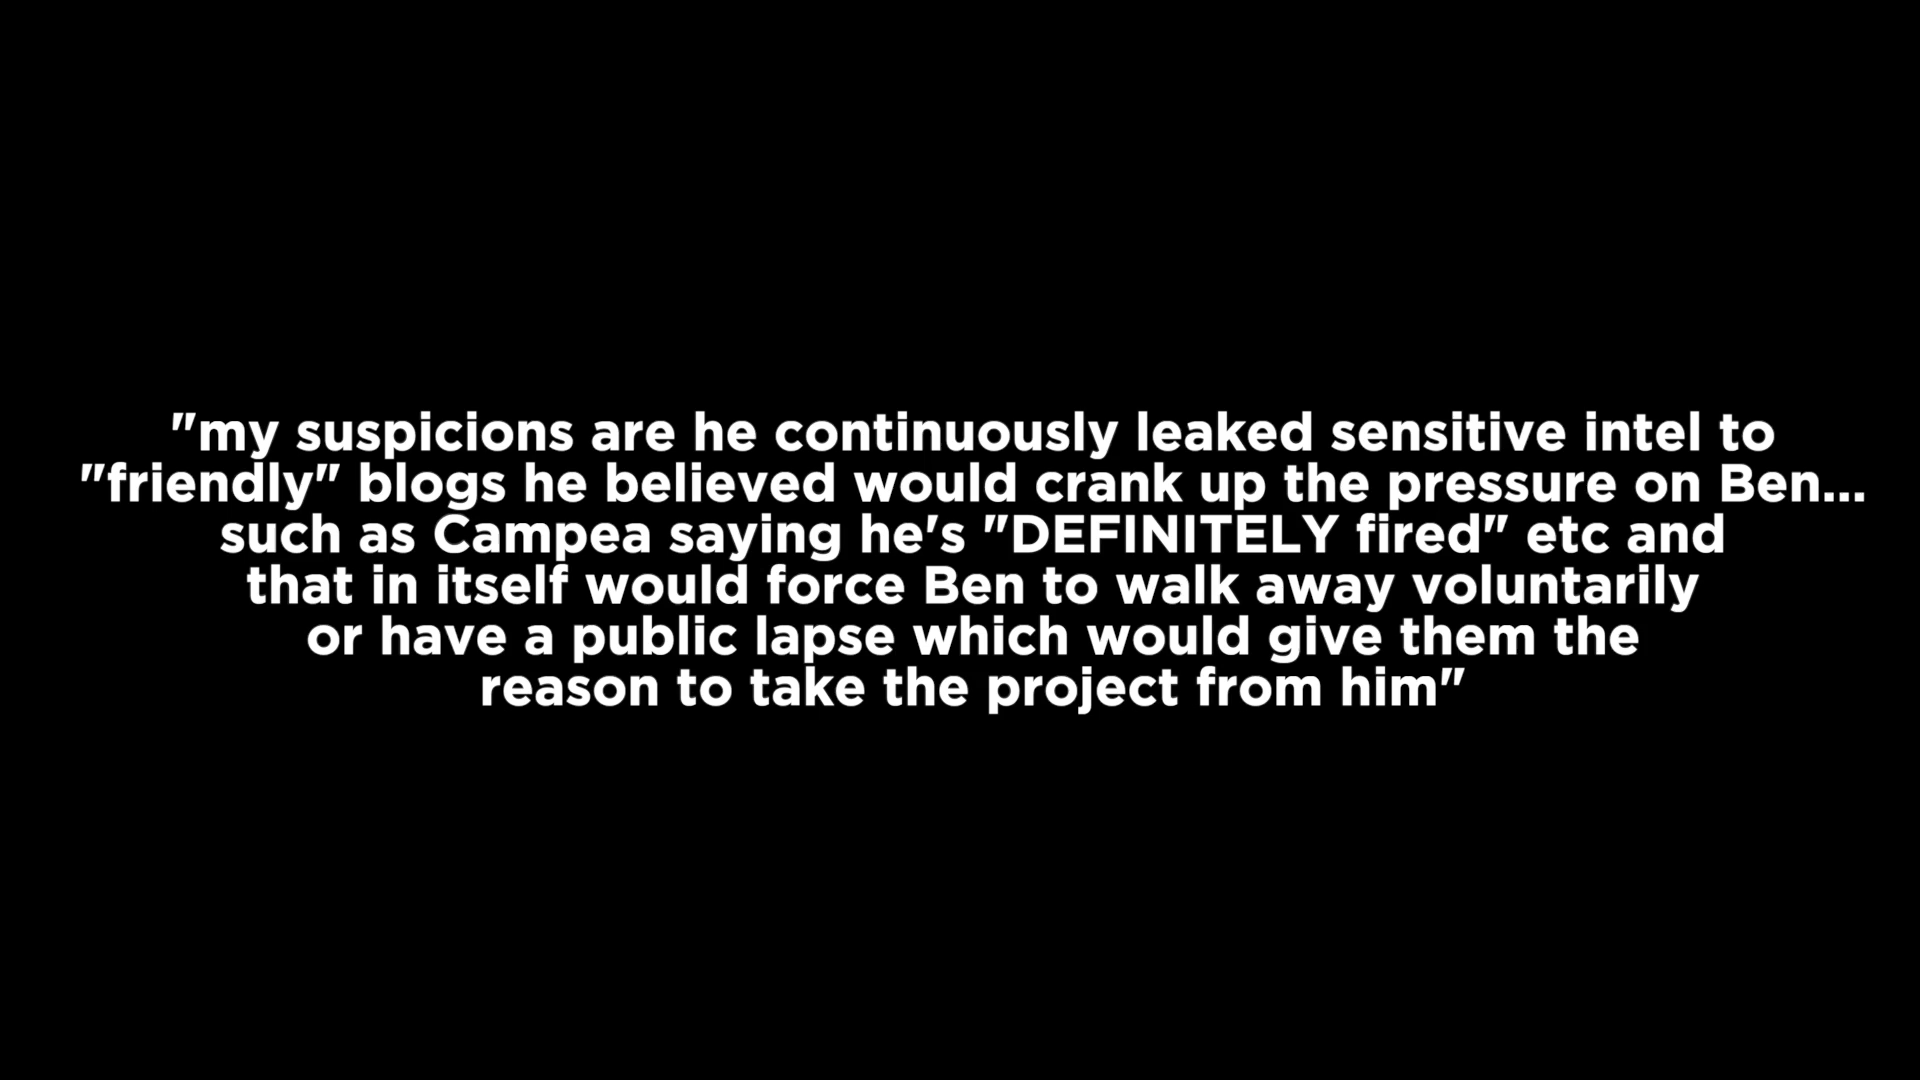 "my suspicions are he continuously leaked sensitive intel to
"friendly" blogs he believed would crank up the pressure on Ben...
such as Campea saying he's "DEFINITELY fired" etc and
that in itself would force Ben to walk away voluntarily
or have a public lapse which would give them the
reason to take the project from him"